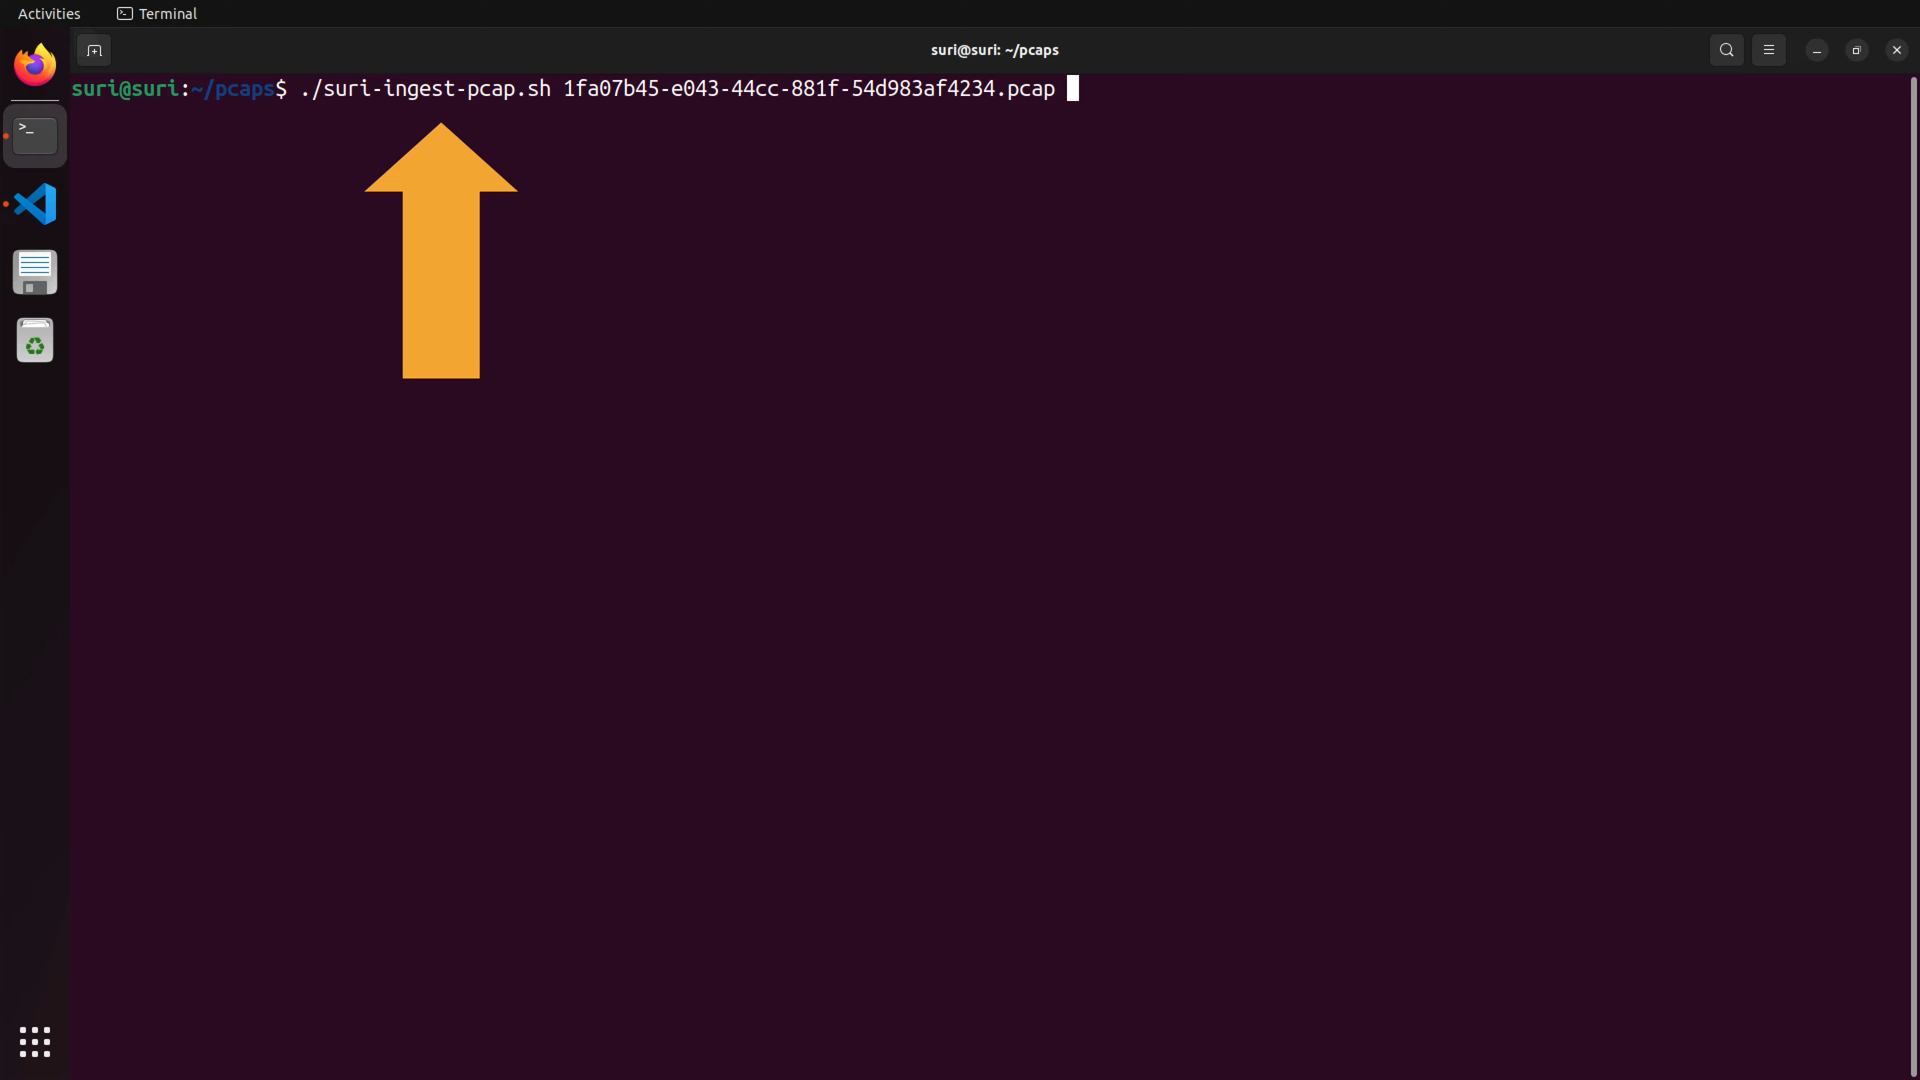 Activities
Terminal
suri@suri: ~/pcaps
suri@suri:~/pcaps$ ./suri-ingest-pcap.sh 1fa07b45-e043-44cc-881f-54d983af4234.pcap
>_